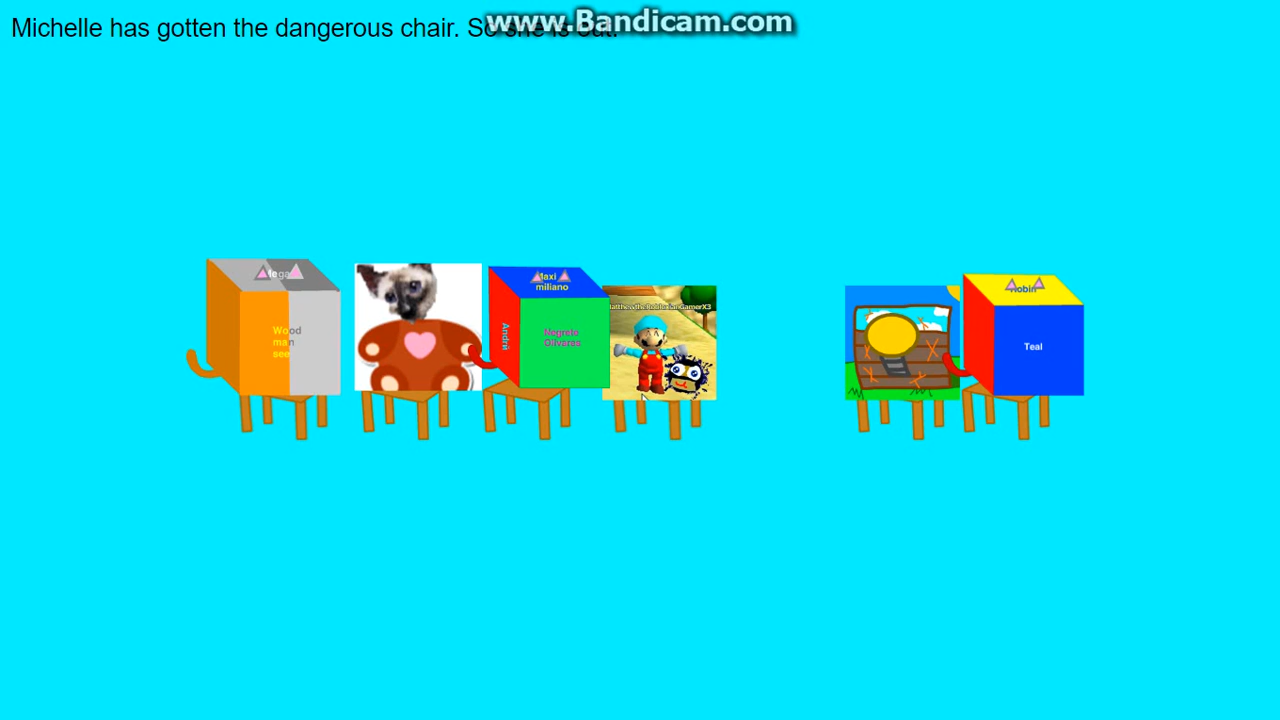 Michelle has gotten the dangerous chair. So she is out.
www.Bandicam.com
Mega
Wood
man
see
Maxi
miliano
Andrii
Negrete
Olivares
Robin
Teal